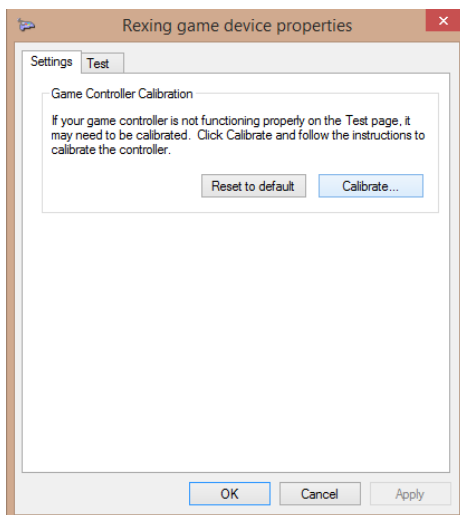 Rexing game device properties
Settings Test
Game Controller Calibration
If your game controller is not functioning properly on the Test page, it
may need to be calibrated. Click Calibrate and follow the instructions to
calibrate the controller.
Reset to default Calibrate...
OK Cancel Apply